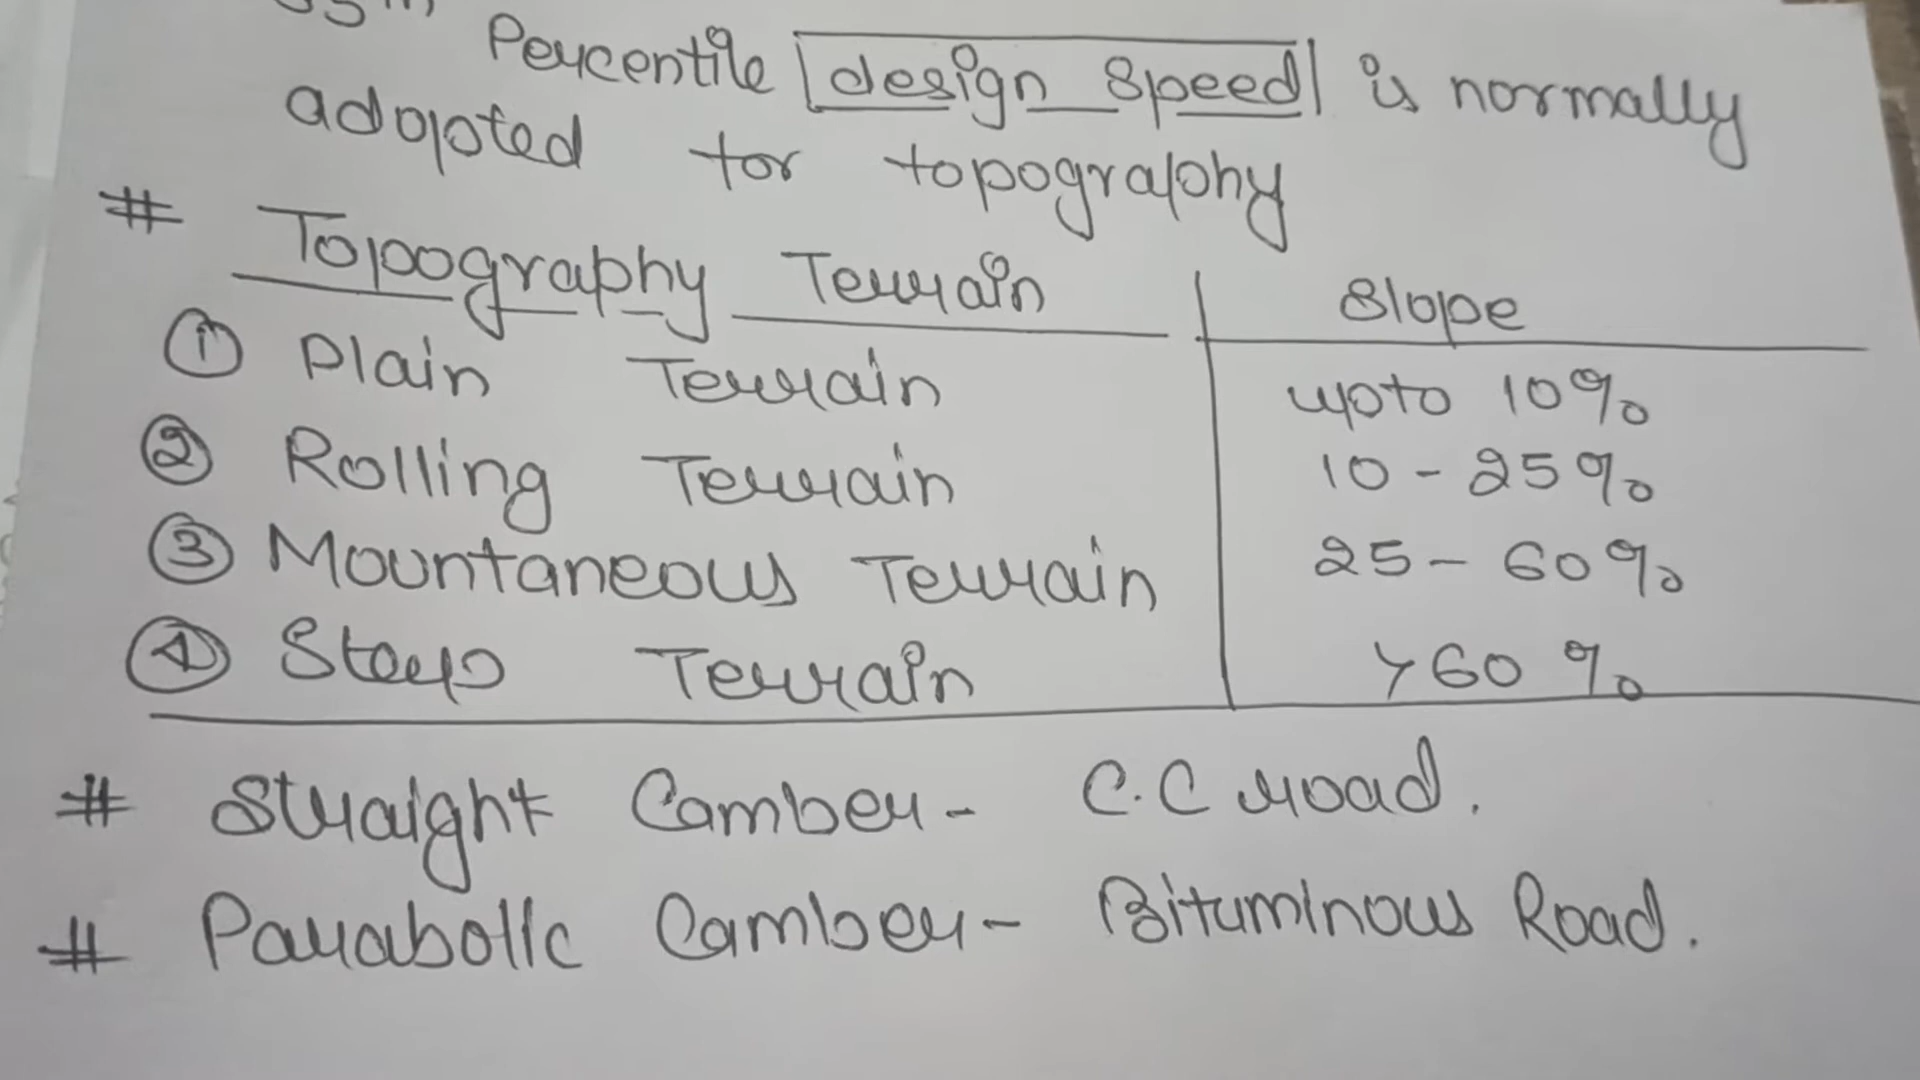 Percentile design speed is normally
adopted for topography
# Topography Terrain | Slope
① Plain Terrain | upto 10%
② Rolling Terrain | 10 - 25%
③ Mountaneous Terrain | 25 - 60%
④ Steep Terrain | >60%
# Straight Camber - C.C road.
# Parabolic Camber - Bituminous Road.